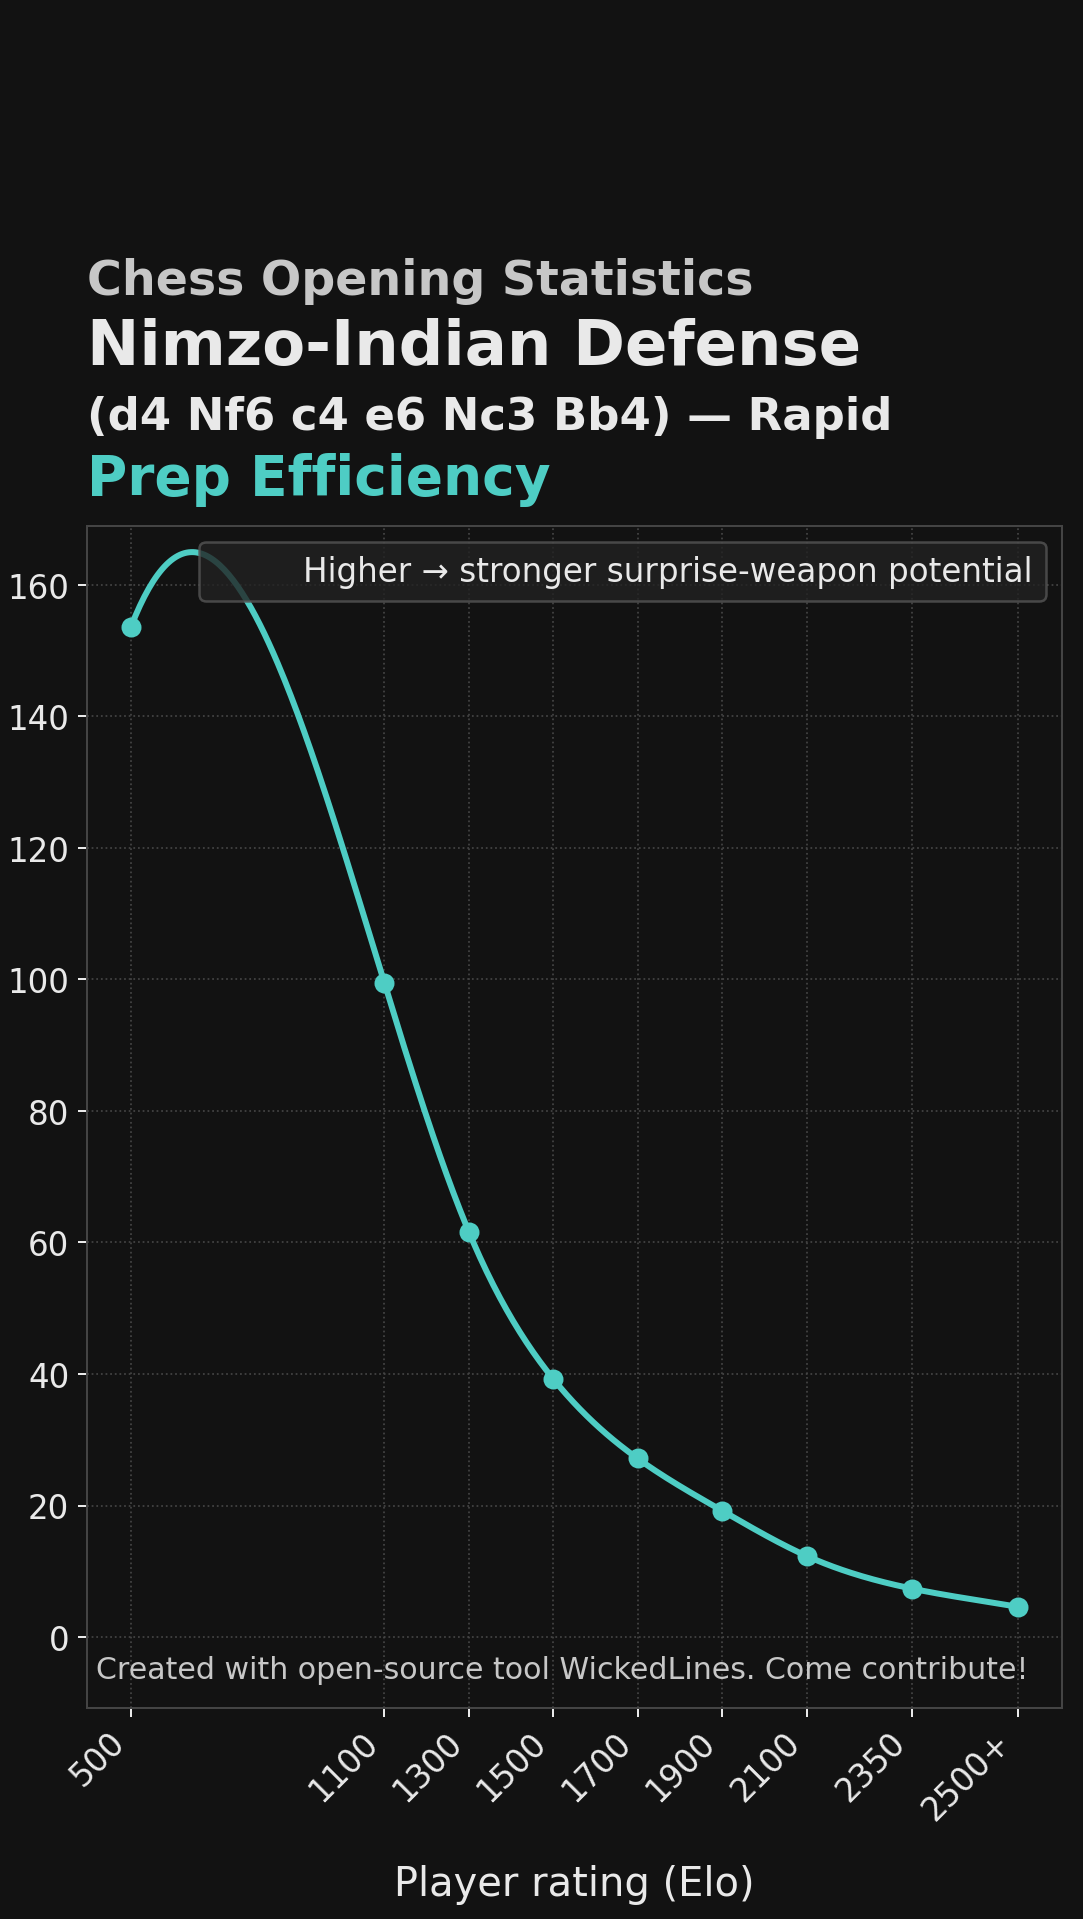 Chess Opening Statistics
Nimzo-Indian Defense
(d4 Nf6 c4 e6 Nc3 Bb4) — Rapid
Prep Efficiency
Higher → stronger surprise-weapon potential
160
140
120
100
80
60
40
20
0
Created with open-source tool WickedLines. Come contribute!
500
1100
1300
1500
1700
1900
2100
2350
2500+
Player rating (Elo)